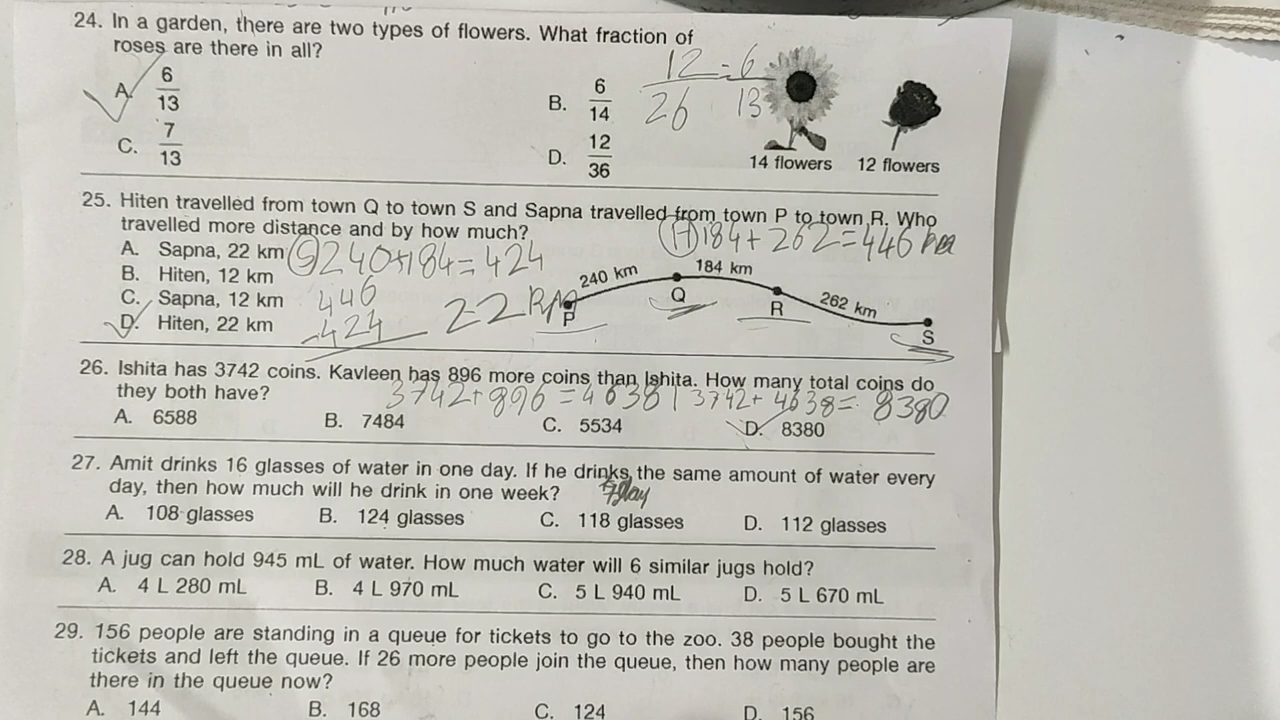 24. In a garden, there are two types of flowers. What fraction of
roses are there in all?
A. 6/13
B. 6/14
12/26 = 6/13
C. 7/13
D. 12/36
14 flowers 12 flowers
25. Hiten travelled from town Q to town S and Sapna travelled from town P to town R. Who
travelled more distance and by how much?
(H) 184+262=446 km
A. Sapna, 22 km
(S) 240+184=424
B. Hiten, 12 km
C. Sapna, 12 km
D. Hiten, 22 km
446
-424
22
240 km 184 km 262 km
P Q R S
26. Ishita has 3742 coins. Kavleen has 896 more coins than Ishita. How many total coins do
they both have?
3742+896=4638 | 3742+4638=8380
A. 6588 B. 7484 C. 5534 D. 8380
27. Amit drinks 16 glasses of water in one day. If he drinks the same amount of water every
day, then how much will he drink in one week?
7day
A. 108 glasses B. 124 glasses C. 118 glasses D. 112 glasses
28. A jug can hold 945 mL of water. How much water will 6 similar jugs hold?
A. 4 L 280 mL B. 4 L 970 mL C. 5 L 940 mL D. 5 L 670 mL
29. 156 people are standing in a queue for tickets to go to the zoo. 38 people bought the
tickets and left the queue. If 26 more people join the queue, then how many people are
there in the queue now?
A. 144 B. 168 C. 124 D. 156